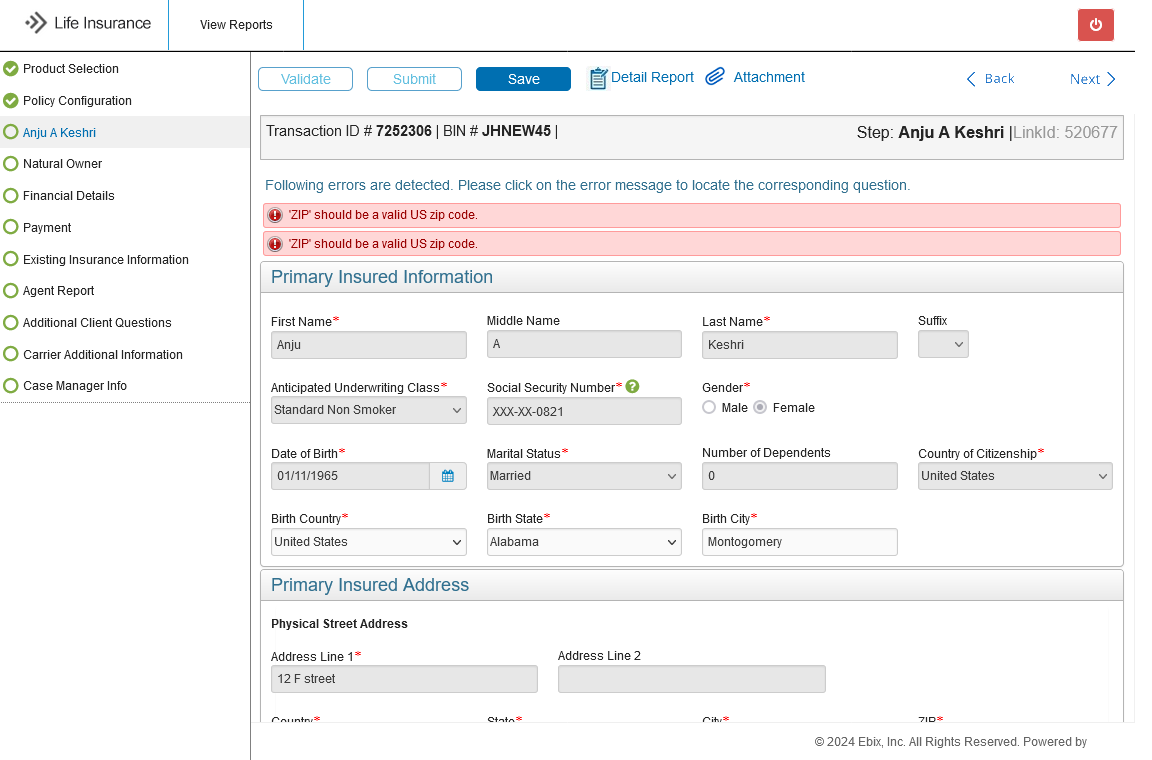 Life Insurance
View Reports
Product Selection
Policy Configuration
Anju A Keshri
Natural Owner
Financial Details
Payment
Existing Insurance Information
Agent Report
Additional Client Questions
Carrier Additional Information
Case Manager Info
Validate Submit Save Detail Report Attachment Back Next
Transaction ID # 7252306 | BIN # JHNEW45 | Step: Anju A Keshri |LinkId: 520677
Following errors are detected. Please click on the error message to locate the corresponding question.
'ZIP' should be a valid US zip code.
'ZIP' should be a valid US zip code.
Primary Insured Information
First Name* Middle Name Last Name* Suffix
Anju A Keshri
Anticipated Underwriting Class* Social Security Number* ? Gender*
Standard Non Smoker XXX-XX-0821 Male Female
Date of Birth* Marital Status* Number of Dependents Country of Citizenship*
01/11/1965 Married 0 United States
Birth Country* Birth State* Birth City*
United States Alabama Montogomery
Primary Insured Address
Physical Street Address
Address Line 1* Address Line 2
12 F street
Country* State* City* ZIP*
© 2024 Ebix, Inc. All Rights Reserved. Powered by